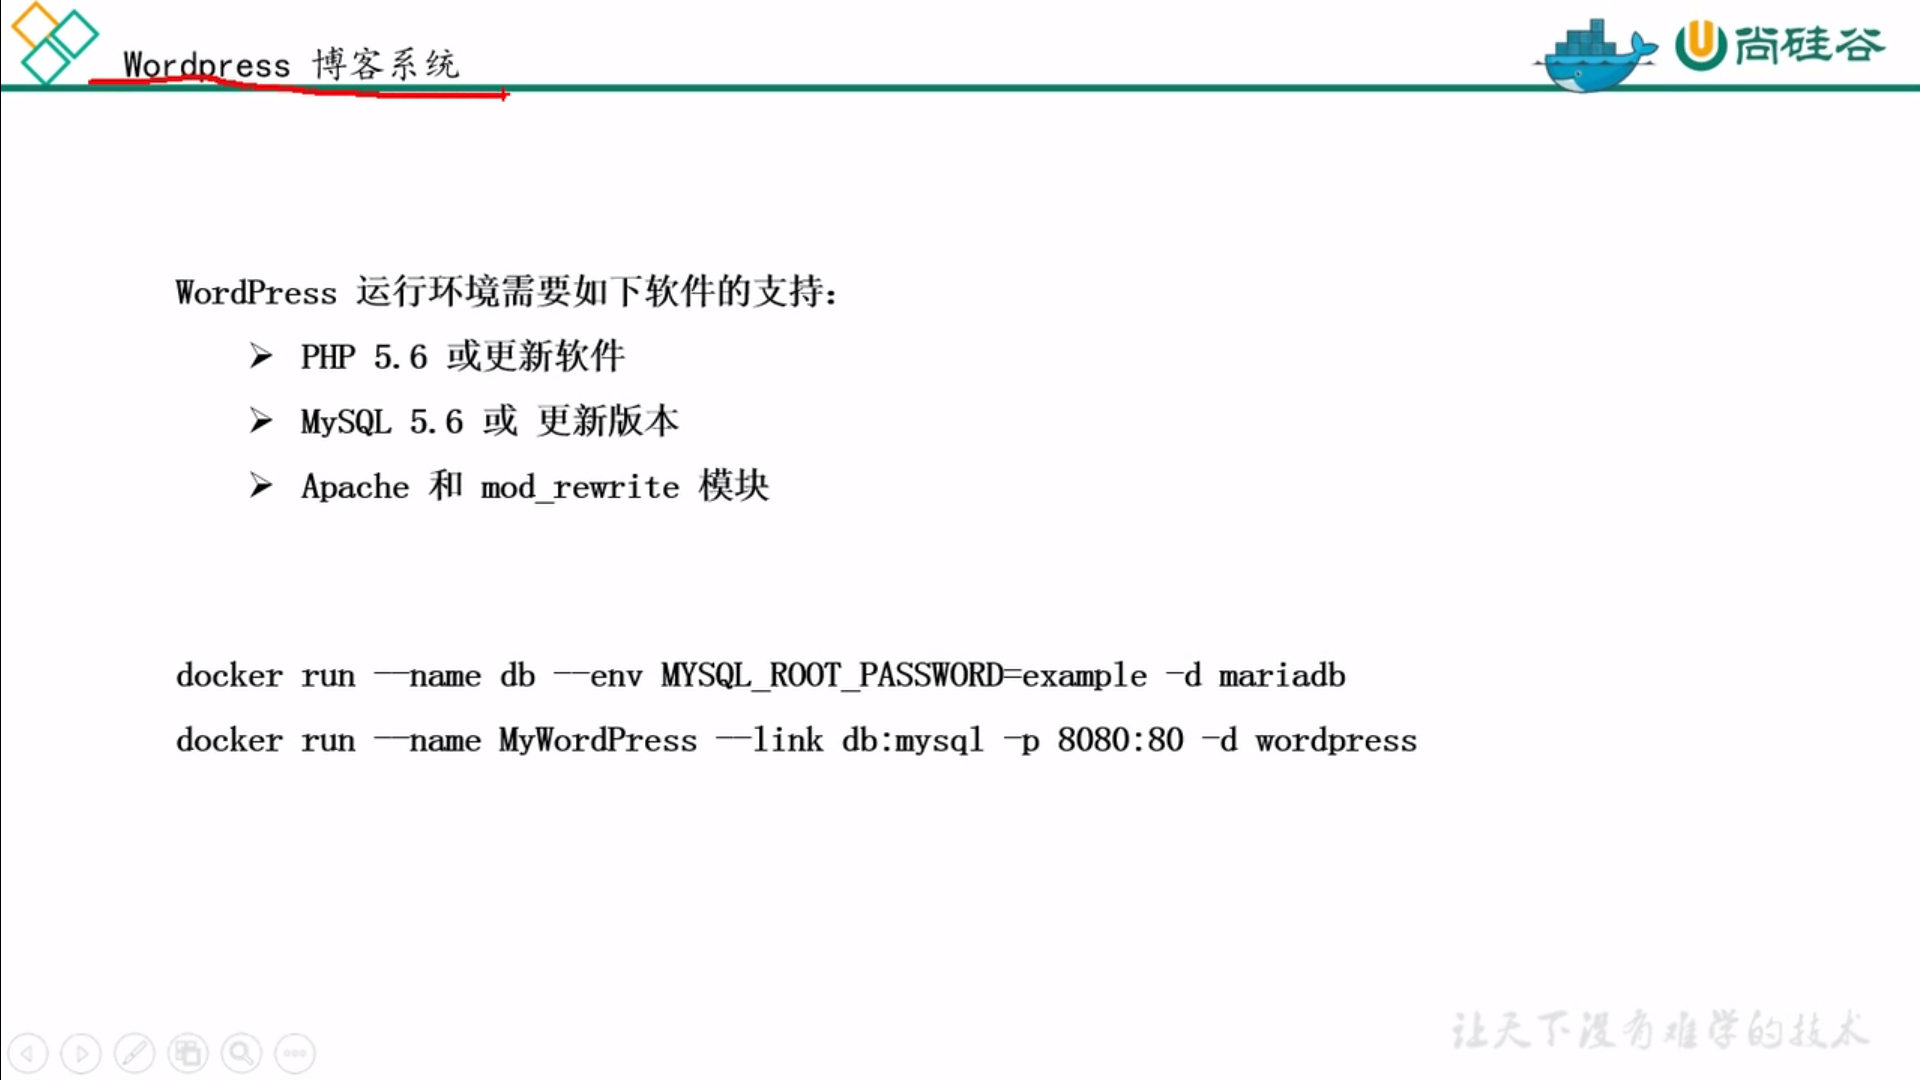 Wordpress 博客系统
尚硅谷
WordPress 运行环境需要如下软件的支持:
PHP 5.6 或更新软件
MySQL 5.6 或 更新版本
Apache 和 mod_rewrite 模块
docker run --name db --env MYSQL_ROOT_PASSWORD=example -d mariadb
docker run --name MyWordPress --link db:mysql -p 8080:80 -d wordpress
让天下没有难学的技术